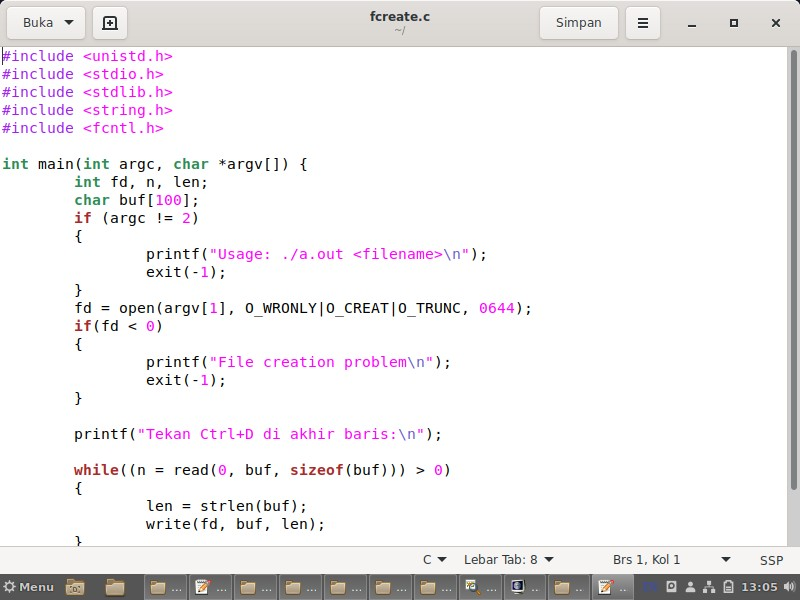 Buka
fcreate.c
~/
Simpan
#include <unistd.h>
#include <stdio.h>
#include <stdlib.h>
#include <string.h>
#include <fcntl.h>
int main(int argc, char *argv[]) {
int fd, n, len;
char buf[100];
if (argc != 2)
{
printf("Usage: ./a.out <filename>\n");
exit(-1);
}
fd = open(argv[1], O_WRONLY|O_CREAT|O_TRUNC, 0644);
if(fd < 0)
{
printf("File creation problem\n");
exit(-1);
}
printf("Tekan Ctrl+D di akhir baris:\n");
while((n = read(0, buf, sizeof(buf))) > 0)
{
len = strlen(buf);
write(fd, buf, len);
}
C Lebar Tab: 8 Brs 1, Kol 1 SSP
Menu ... ... ... ... ... ... ... ... ... ... ... 13:05